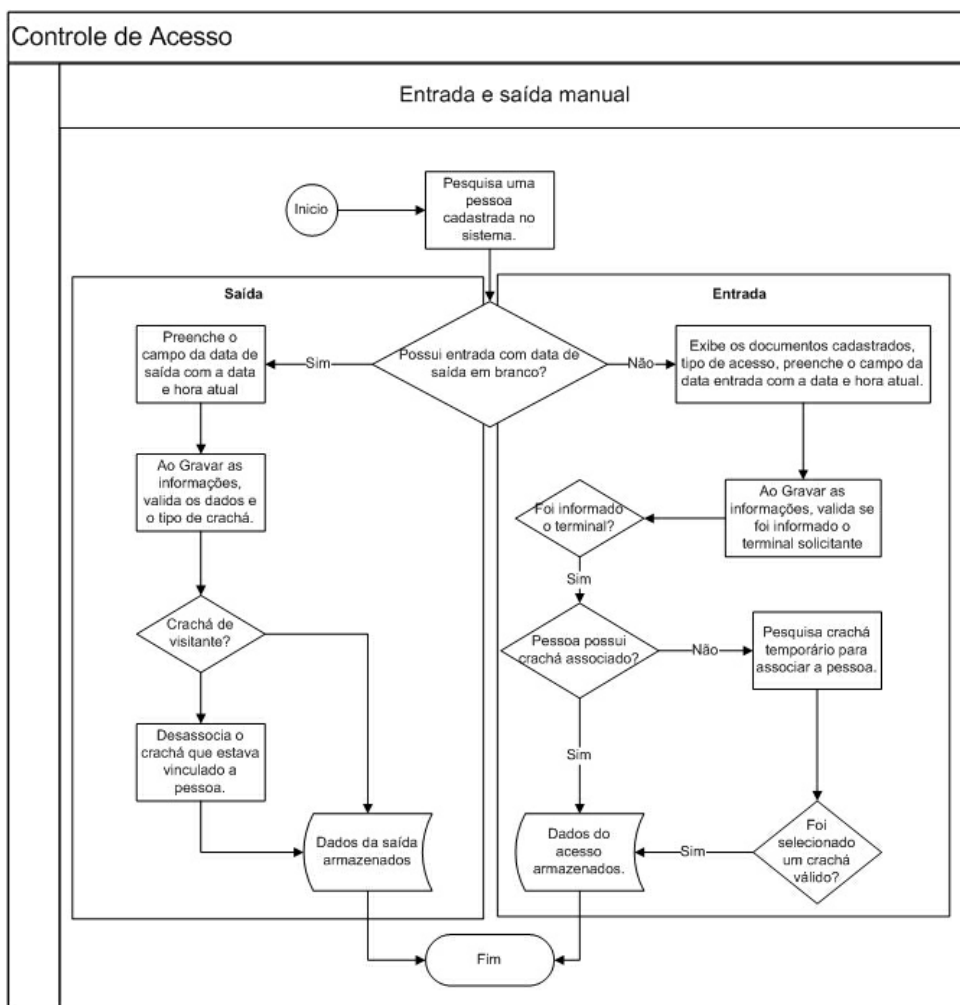 Controle de Acesso
Entrada e saída manual
Inicio
Pesquisa uma
pessoa
cadastrada no
sistema.
Saída
Entrada
Possui entrada com data de
saída em branco?
Sim
Não
Preenche o
campo da data de
saída com a data
e hora atual
Exibe os documentos cadastrados,
tipo de acesso, preenche o campo da
data entrada com a data e hora atual.
Ao Gravar as
informações,
valida os dados e
o tipo de crachá.
Ao Gravar as
informações, valida se
foi informado o
terminal solicitante
Foi informado
o terminal?
Sim
Crachá de
visitante?
Pessoa possui
crachá associado?
Não
Pesquisa crachá
temporário para
associar a pessoa.
Desassocia o
crachá que estava
vinculado a
pessoa.
Sim
Dados da saída
armazenados
Dados do
acesso
armazenados.
Sim
Foi
selecionado
um crachá
válido?
Fim